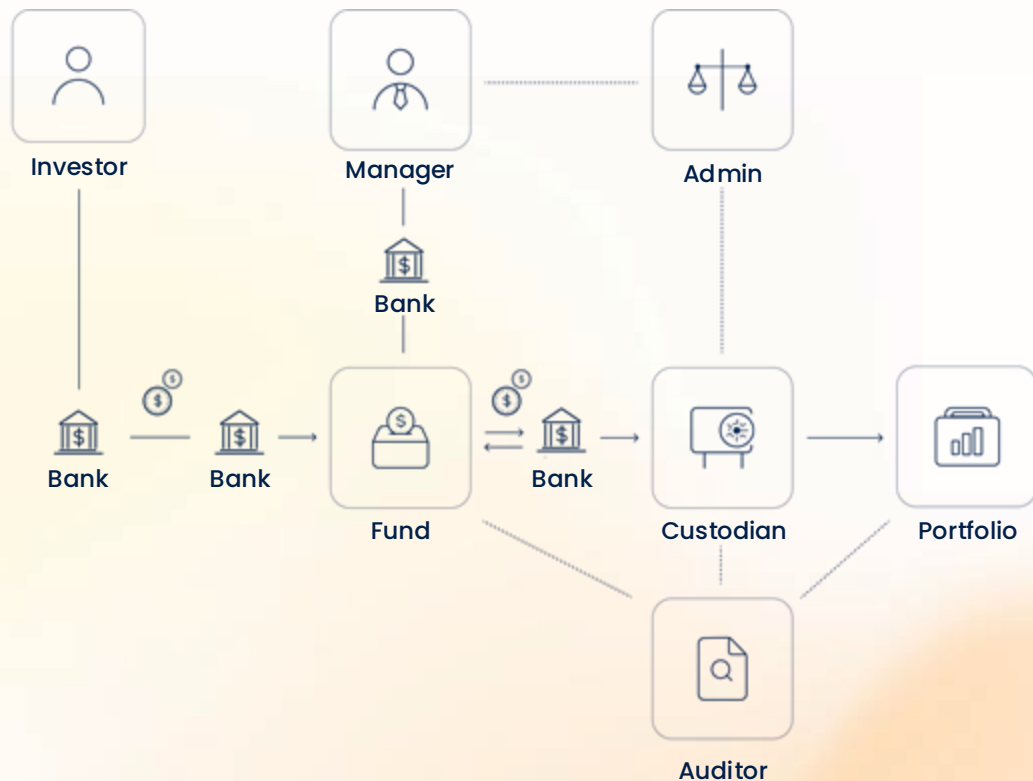 Investor
Manager
Admin
Bank
Bank
Bank
Bank
Fund
Custodian
Portfolio
Auditor